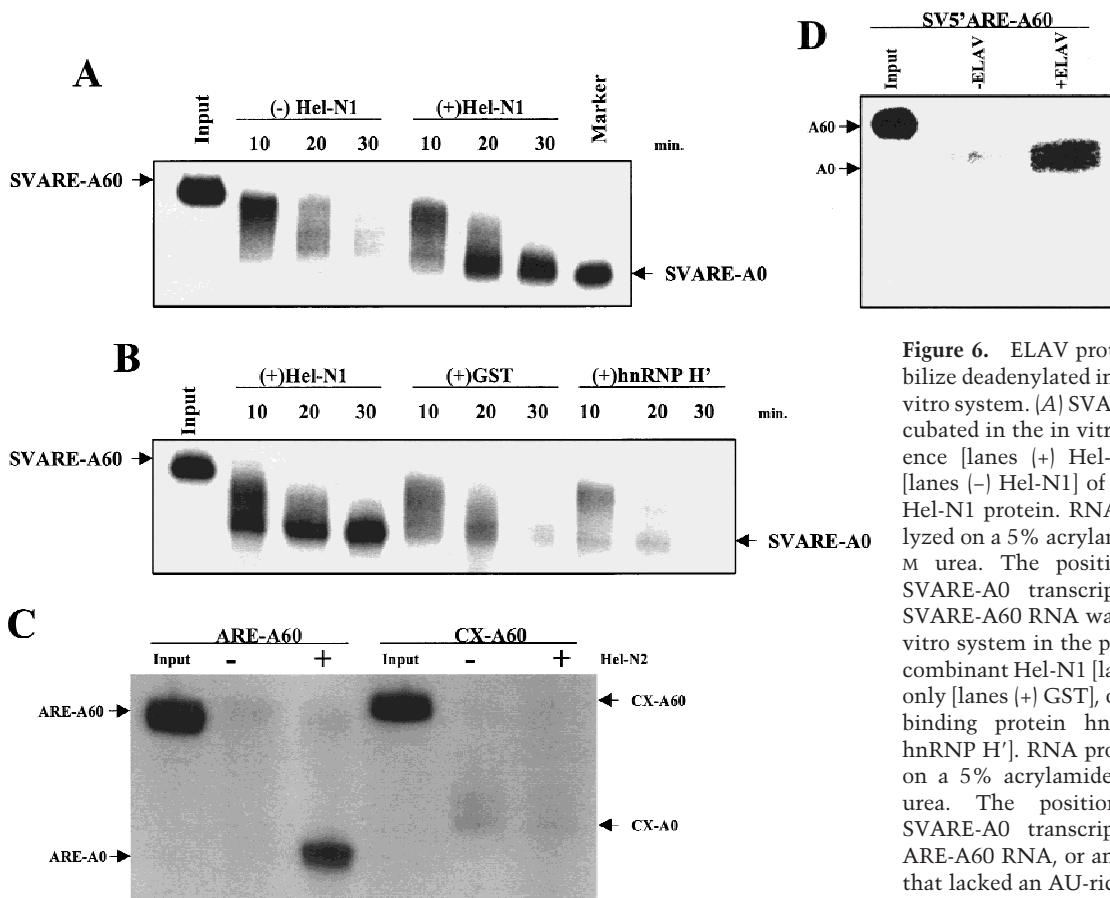 A
Input
(-) Hel-N1
(+)Hel-N1
Marker
10 20 30 10 20 30 min.
SVARE-A60
SVARE-A0
B
Input
(+)Hel-N1
(+)GST
(+)hnRNP H'
10 20 30 10 20 30 10 20 30 min.
SVARE-A60
SVARE-A0
C
ARE-A60
CX-A60
Input - + Input - + Hel-N2
ARE-A60
CX-A60
CX-A0
ARE-A0
D
SV5'ARE-A60
Input
-ELAV
+ELAV
A60
A0
Figure 6. ELAV prot
bilize deadenylated in
vitro system. (A) SVA
cubated in the in vitr
ence [lanes (+) Hel-
[lanes (−) Hel-N1] of
Hel-N1 protein. RNA
lyzed on a 5% acrylam
M urea. The positi
SVARE-A0 transcrip
SVARE-A60 RNA wa
vitro system in the p
combinant Hel-N1 [la
only [lanes (+) GST], o
binding protein hn
hnRNP H']. RNA pro
on a 5% acrylamide
urea. The position
SVARE-A0 transcrip
ARE-A60 RNA, or an
that lacked an AU-ric